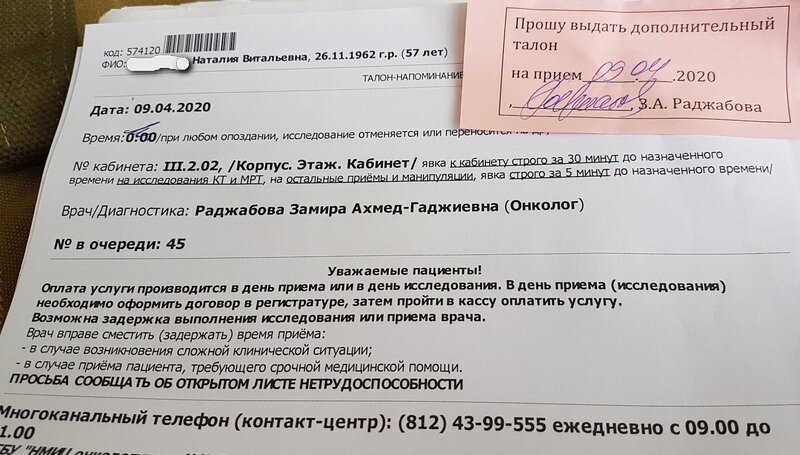 код: 574120
ФИО: Наталия Витальевна, 26.11.1962 г.р. (57 лет)
ТАЛОН-НАПОМИНАНИЕ
Прошу выдать дополнительный
талон
на прием 09.04.2020
З.А. Раджабова
Дата: 09.04.2020
Время: 0:00 /при любом опоздании, исследование отменяется или переносится на
№ кабинета: III.2.02, /Корпус. Этаж. Кабинет/ явка к кабинету строго за 30 минут до назначенного
времени на исследования КТ и МРТ, на остальные приёмы и манипуляции, явка строго за 5 минут до назначенного времени/
Врач/Диагностика: Раджабова Замира Ахмед-Гаджиевна (Онколог)
№ в очереди: 45
Уважаемые пациенты!
Оплата услуги производится в день приема или в день исследования. В день приема (исследования)
необходимо оформить договор в регистратуре, затем пройти в кассу оплатить услугу.
Возможна задержка выполнения исследования или приема врача.
Врач вправе сместить (задержать) время приёма:
- в случае возникновения сложной клинической ситуации;
- в случае приёма пациента, требующего срочной медицинской помощи.
ПРОСЬБА СООБЩАТЬ ОБ ОТКРЫТОМ ЛИСТЕ НЕТРУДОСПОСОБНОСТИ
Многоканальный телефон (контакт-центр): (812) 43-99-555 ежедневно с 09.00 до
1.00